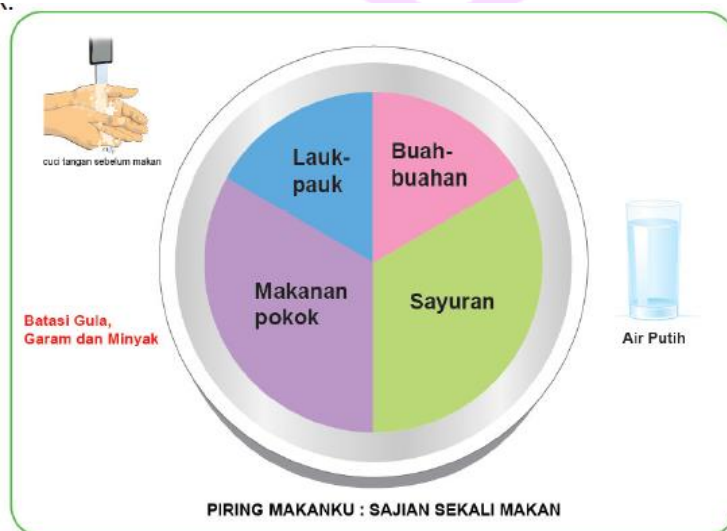 cuci tangan sebelum makan
Lauk-
pauk
Buah-
buahan
Makanan
pokok
Sayuran
Batasi Gula,
Garam dan Minyak
Air Putih
PIRING MAKANKU : SAJIAN SEKALI MAKAN